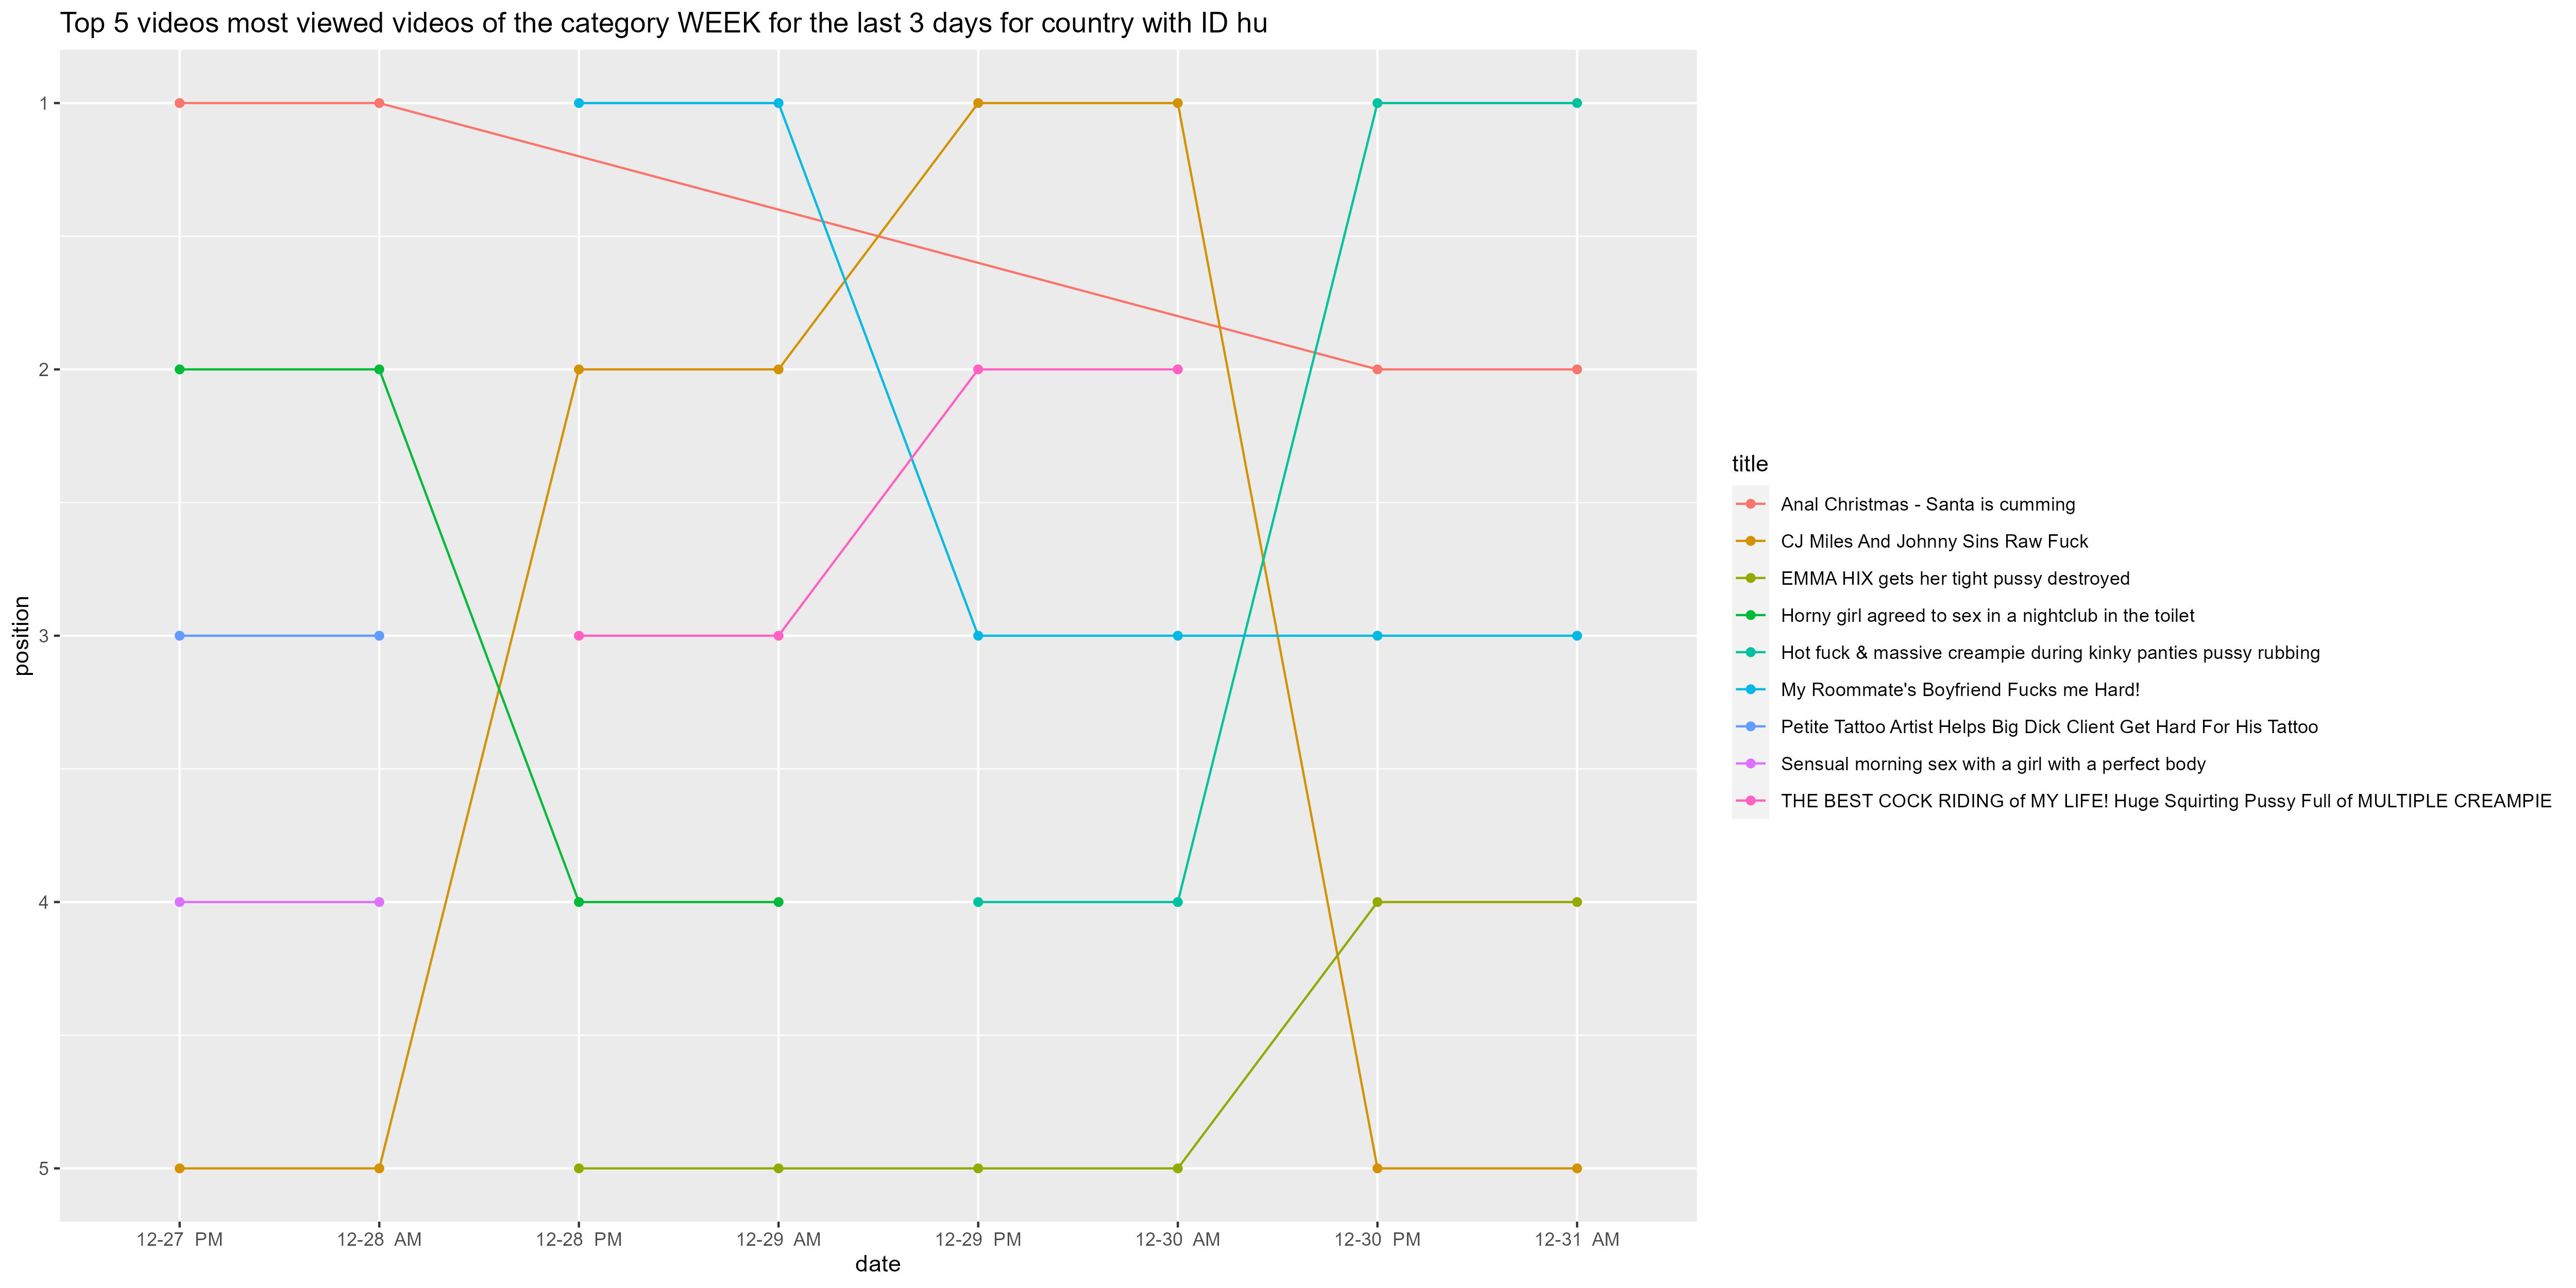 Top 5 videos most viewed videos of the category WEEK for the last 3 days for country with ID hu
position
1
2
3
4
5
12-27 PM
12-28 AM
12-28 PM
12-29 AM
12-29 PM
12-30 AM
12-30 PM
12-31 AM
date
title
Anal Christmas - Santa is cumming
CJ Miles And Johnny Sins Raw Fuck
EMMA HIX gets her tight pussy destroyed
Horny girl agreed to sex in a nightclub in the toilet
Hot fuck & massive creampie during kinky panties pussy rubbing
My Roommate's Boyfriend Fucks me Hard!
Petite Tattoo Artist Helps Big Dick Client Get Hard For His Tattoo
Sensual morning sex with a girl with a perfect body
THE BEST COCK RIDING of MY LIFE! Huge Squirting Pussy Full of MULTIPLE CREAMPIE